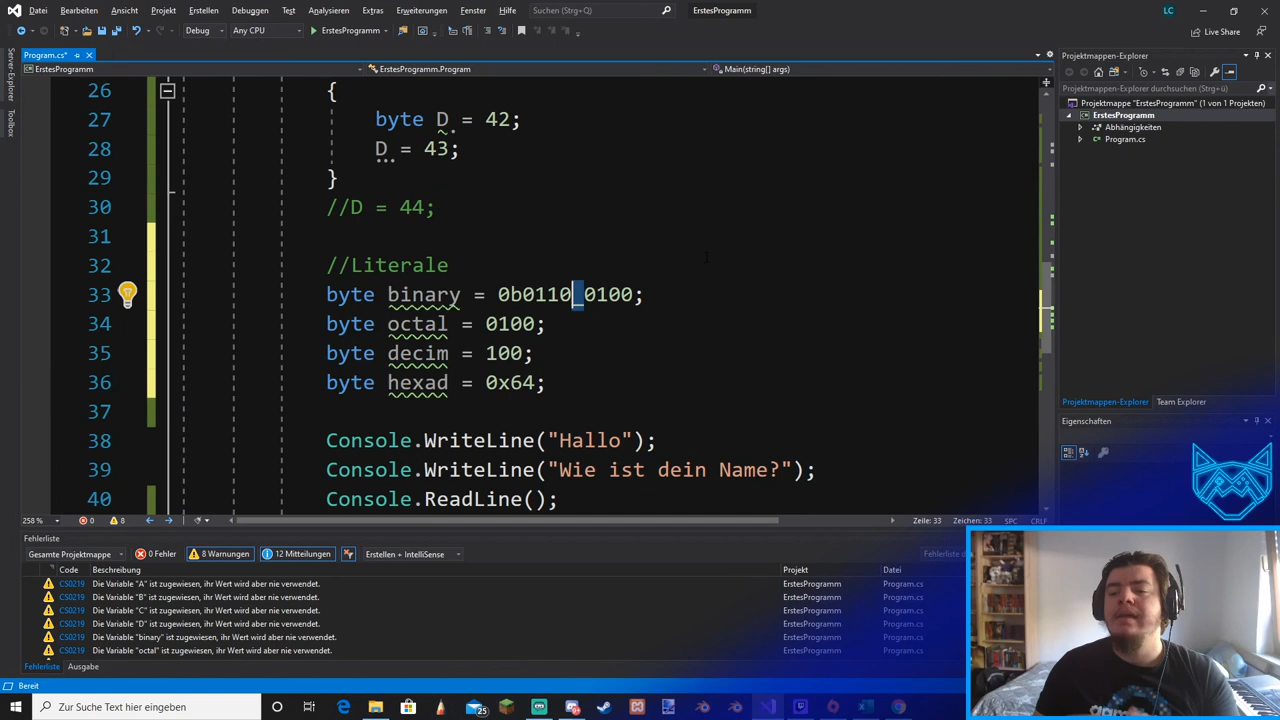 Datei Bearbeiten Ansicht Projekt Erstellen Debuggen Test Analysieren Extras Erweiterungen Fenster Hilfe Suchen (Strg+Q) ErstesProgramm LC
Debug Any CPU ErstesProgramm Live Share
Server-Explorer
Toolbox
Program.cs*
ErstesProgramm ErstesProgramm.Program Main(string[] args)
26 {
27 byte D = 42;
28 D = 43;
29 }
30 //D = 44;
31
32 //Literale
33 byte binary = 0b0110_0100;
34 byte octal = 0100;
35 byte decim = 100;
36 byte hexad = 0x64;
37
38 Console.WriteLine("Hallo");
39 Console.WriteLine("Wie ist dein Name?");
40 Console.ReadLine();
258 % 0 8 Zeile: 33 Zeichen: 33 SPC CRLF
Projektmappen-Explorer
Projektmappen-Explorer durchsuchen (Strg+ü)
Projektmappe "ErstesProgramm" (1 von 1 Projekten)
ErstesProgramm
Abhängigkeiten
Program.cs
Projektmappen-Explorer Team Explorer
Eigenschaften
Fehlerliste
Gesamte Projektmappe 0 Fehler 8 Warnungen 12 Mitteilungen Erstellen + IntelliSense Fehlerliste
Code Beschreibung Projekt Datei
CS0219 Die Variable "A" ist zugewiesen, ihr Wert wird aber nie verwendet. ErstesProgramm Program.cs
CS0219 Die Variable "B" ist zugewiesen, ihr Wert wird aber nie verwendet. ErstesProgramm Program.cs
CS0219 Die Variable "C" ist zugewiesen, ihr Wert wird aber nie verwendet. ErstesProgramm Program.cs
CS0219 Die Variable "D" ist zugewiesen, ihr Wert wird aber nie verwendet. ErstesProgramm Program.cs
CS0219 Die Variable "binary" ist zugewiesen, ihr Wert wird aber nie verwendet. ErstesProgramm Program.cs
CS0219 Die Variable "octal" ist zugewiesen, ihr Wert wird aber nie verwendet. ErstesProgramm Program.cs
Fehlerliste Ausgabe
Bereit
Zur Suche Text hier eingeben 25